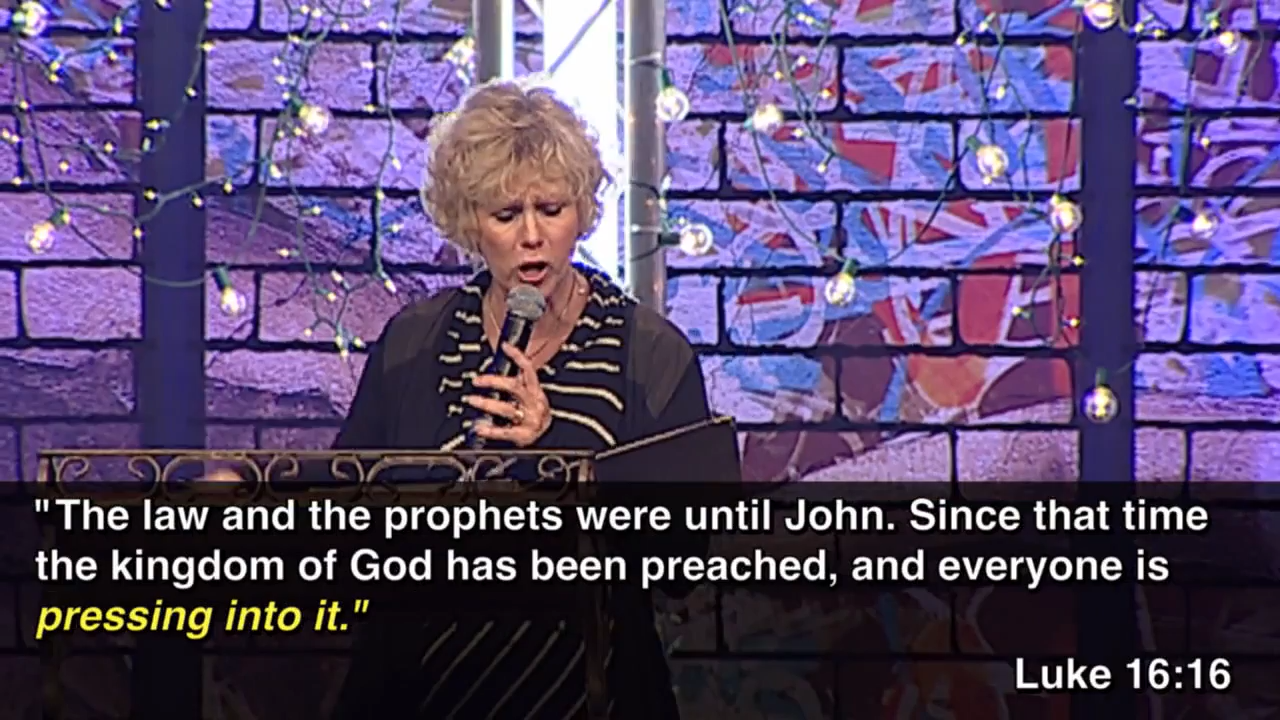 "The law and the prophets were until John. Since that time
the kingdom of God has been preached, and everyone is
pressing into it."
Luke 16:16